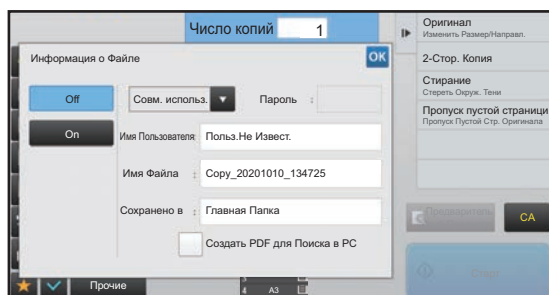 Число копий 1
Оригинал
Изменить Размер/Направл.
2-Стор. Копия
Стирание
Стереть Окруж. Тени
Пропуск пустой страници
Пропуск Пустой Стр. Оригинала
Информация о Файле
OK
Off
On
Совм. использ.
Пароль :
Имя Пользователя: Польз.Не Извест.
Имя Файла : Copy_20201010_134725
Сохранено в : Главная Папка
Создать PDF для Поиска в PC
CA
Прочие
4 A3